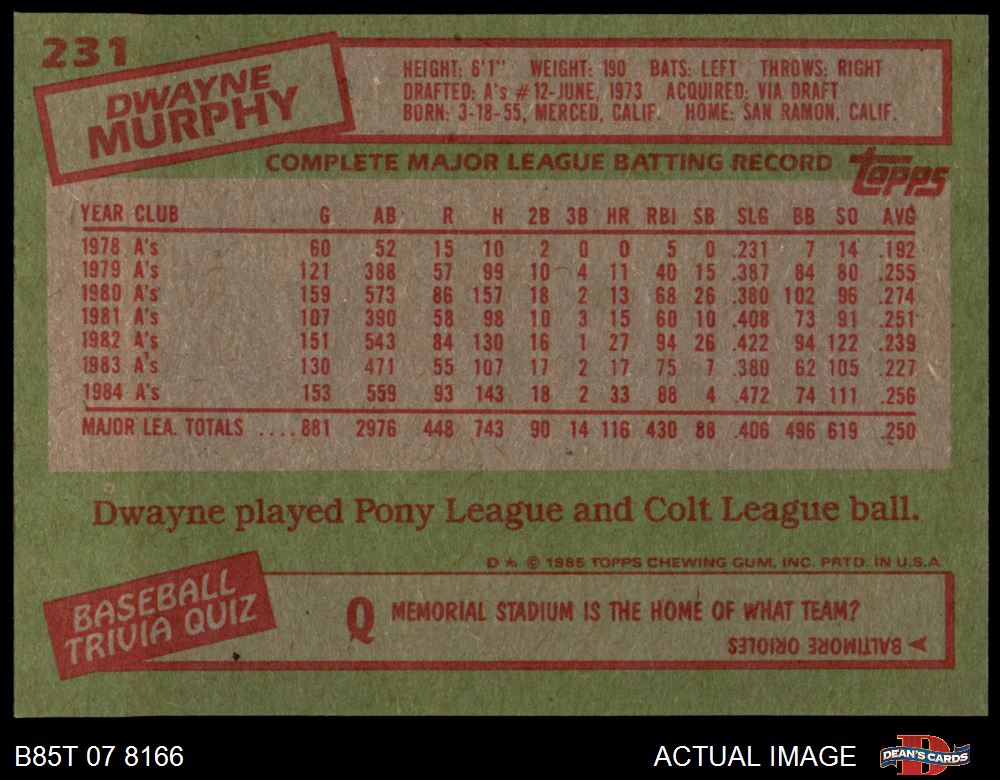 231
DWAYNE
MURPHY
HEIGHT: 6'1" WEIGHT: 190 BATS: LEFT THROWS: RIGHT
DRAFTED: A's #12-JUNE, 1973 ACQUIRED: VIA DRAFT
BORN: 3-18-55, MERCED, CALIF. HOME: SAN RAMON, CALIF.
COMPLETE MAJOR LEAGUE BATTING RECORD topps
YEAR CLUB G AB R H 2B 3B HR RBI SB SLG BB SO AVG
1978 A's 60 52 15 10 2 0 0 5 0 .231 7 14 .192
1979 A's 121 388 57 99 10 4 11 40 15 .387 84 80 .255
1980 A's 159 573 86 157 18 2 13 68 26 .380 102 96 .274
1981 A's 107 390 58 98 10 3 15 60 10 .408 73 91 .251
1982 A's 151 543 84 130 16 1 27 94 26 .422 94 122 .239
1983 A's 130 471 55 107 17 2 17 75 7 .380 62 105 .227
1984 A's 153 559 93 143 18 2 33 88 4 .472 74 111 .256
MAJOR LEA. TOTALS ....881 2976 448 743 90 14 116 430 88 .406 496 619 .250
Dwayne played Pony League and Colt League ball.
D * © 1985 TOPPS CHEWING GUM, INC. PRTD. IN U.S.A.
BASEBALL
TRIVIA QUIZ
Q MEMORIAL STADIUM IS THE HOME OF WHAT TEAM?
BALTIMORE ORIOLES
B85T 07 8166
ACTUAL IMAGE
DEAN'S CARDS